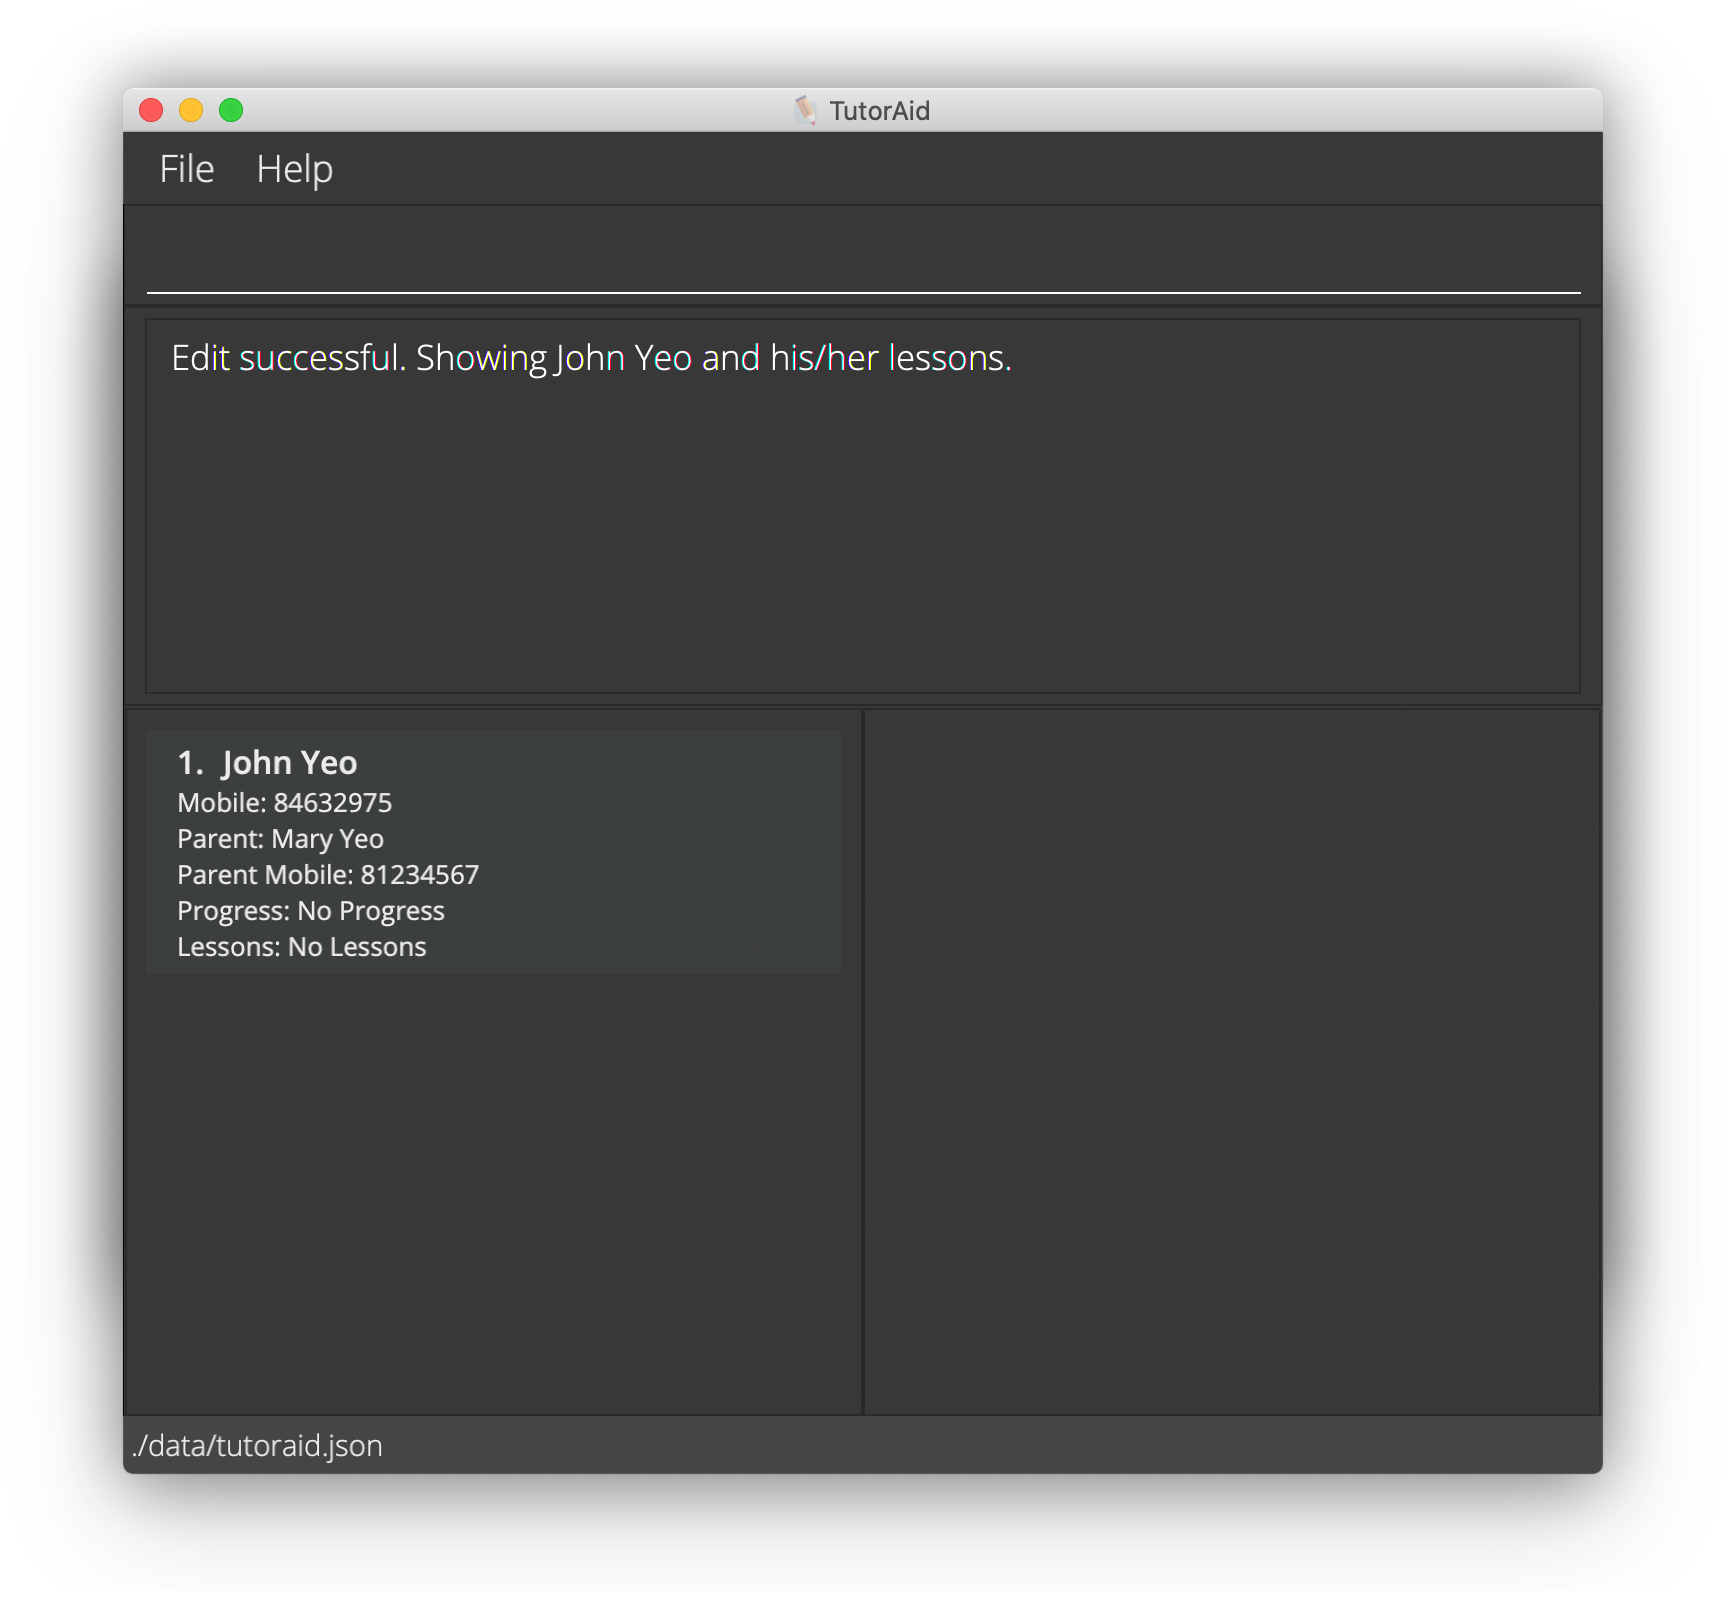 TutorAid
File Help
Edit successful. Showing John Yeo and his/her lessons.
1. John Yeo
Mobile: 84632975
Parent: Mary Yeo
Parent Mobile: 81234567
Progress: No Progress
Lessons: No Lessons
./data/tutoraid.json